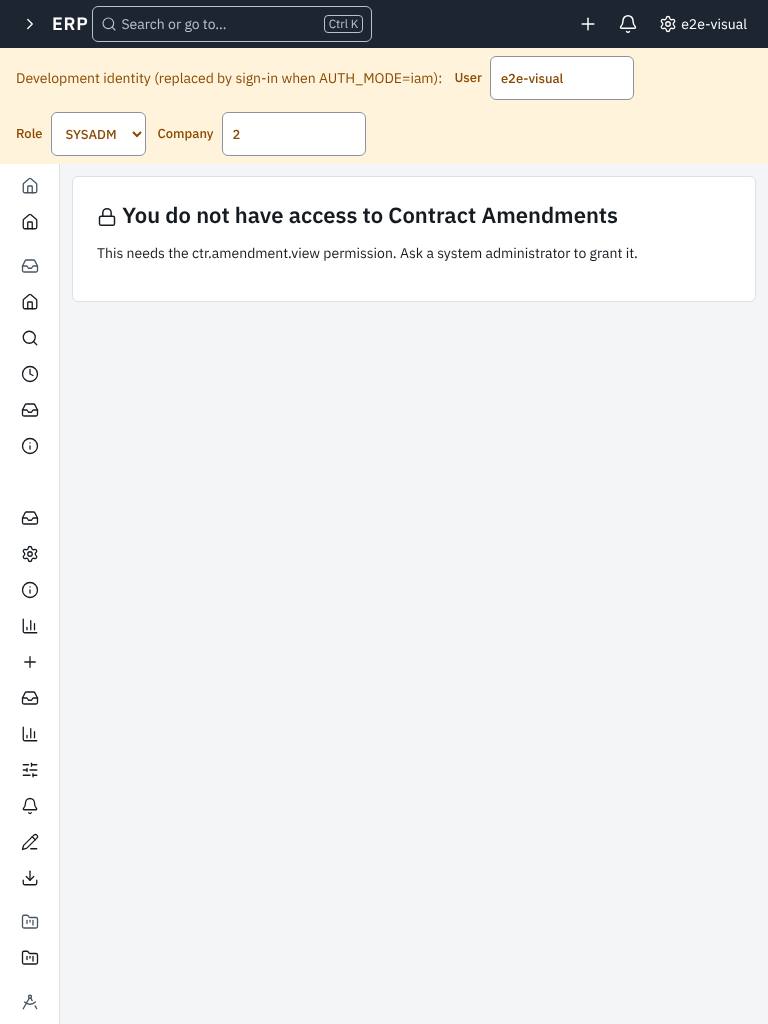 ERP Search or go to... Ctrl K e2e-visual
Development identity (replaced by sign-in when AUTH_MODE=iam): User e2e-visual
Role SYSADM Company 2
You do not have access to Contract Amendments
This needs the ctr.amendment.view permission. Ask a system administrator to grant it.